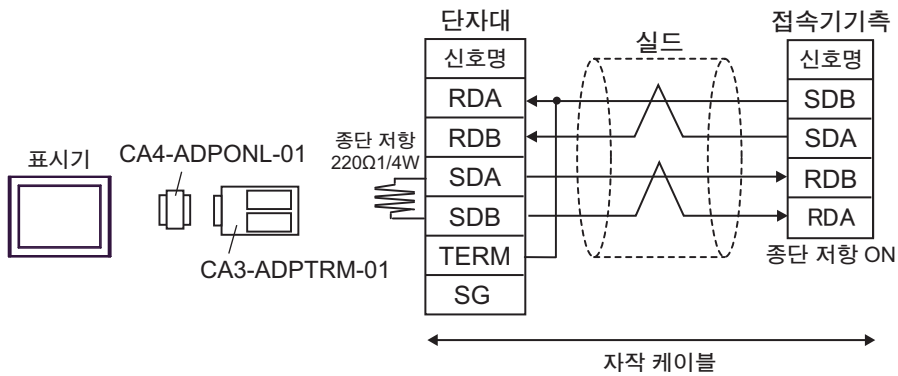 단자대
접속기기측
실드
신호명
신호명
RDA
SDB
RDB
SDA
SDA
RDB
SDB
RDA
TERM
SG
종단 저항
220Ω1/4W
표시기
CA4-ADPONL-01
CA3-ADPTRM-01
종단 저항 ON
자작 케이블